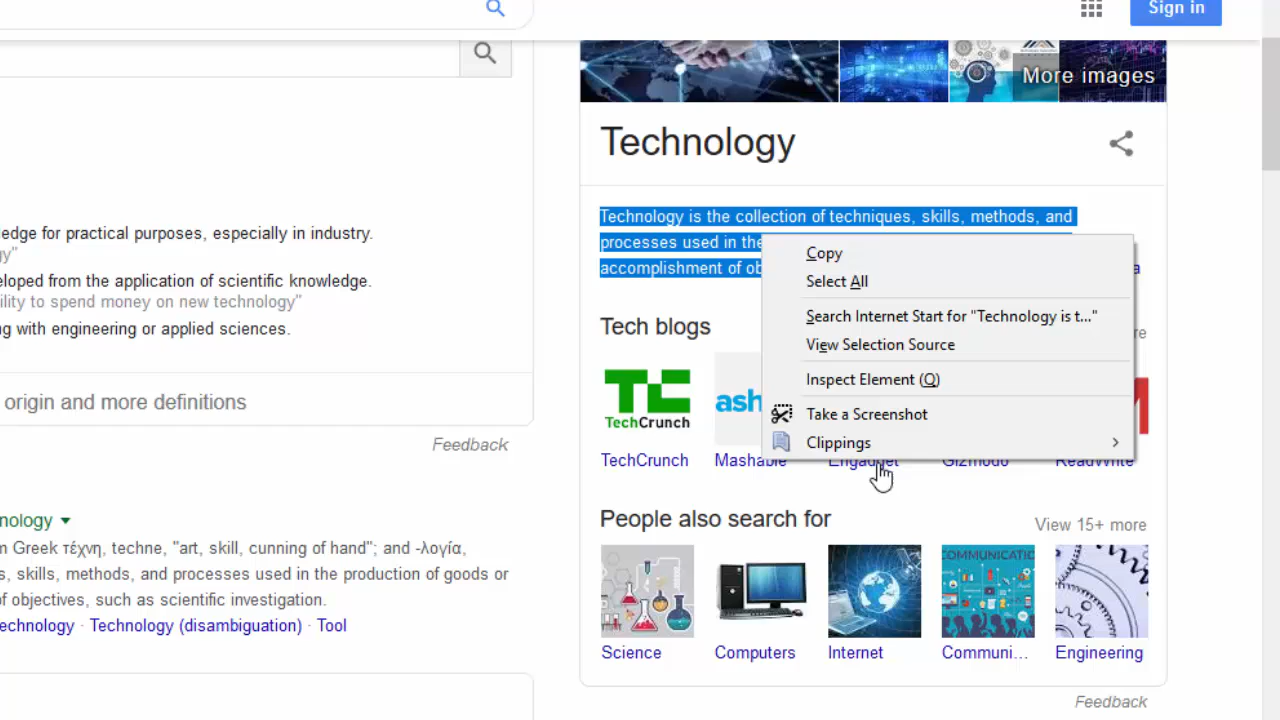 Sign in
More images
Technology
Technology is the collection of techniques, skills, methods, and
processes used in the
accomplishment of ob
Copy
Select All
Search Internet Start for "Technology is t..."
View Selection Source
Inspect Element (Q)
Take a Screenshot
Clippings
Tech blogs
TechCrunch
ash
TechCrunch
Mashable
Engadget
Gizmodo
ReadWrite
People also search for
View 15+ more
COMMUNICATIO
Science
Computers
Internet
Communi...
Engineering
Feedback
edge for practical purposes, especially in industry.
gy"
eloped from the application of scientific knowledge.
ility to spend money on new technology"
ng with engineering or applied sciences.
origin and more definitions
Feedback
nology
m Greek τέχνη, techne, "art, skill, cunning of hand"; and -λογία,
s, skills, methods, and processes used in the production of goods or
of objectives, such as scientific investigation.
echnology · Technology (disambiguation) · Tool